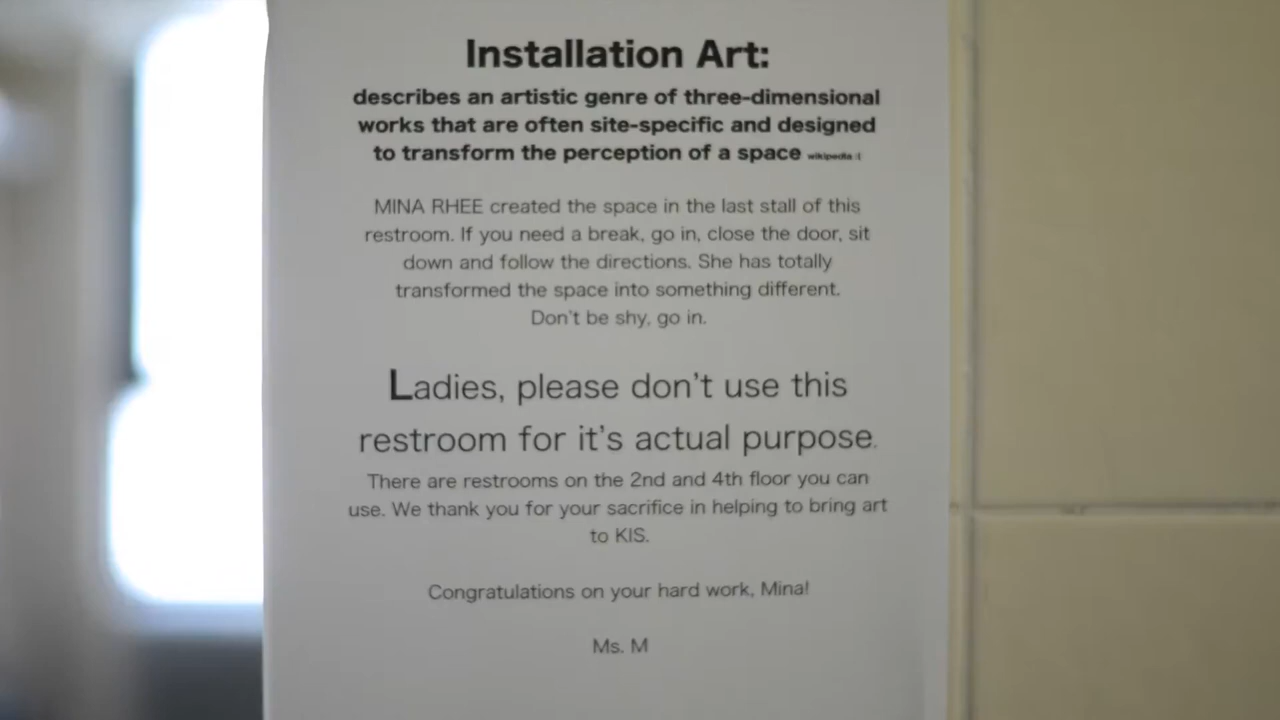 Installation Art:
describes an artistic genre of three-dimensional
works that are often site-specific and designed
to transform the perception of a space wikipedia :(
MINA RHEE created the space in the last stall of this
restroom. If you need a break, go in, close the door, sit
down and follow the directions. She has totally
transformed the space into something different.
Don't be shy, go in.
Ladies, please don't use this
restroom for it's actual purpose.
There are restrooms on the 2nd and 4th floor you can
use. We thank you for your sacrifice in helping to bring art
to KIS.
Congratulations on your hard work, Mina!
Ms. M